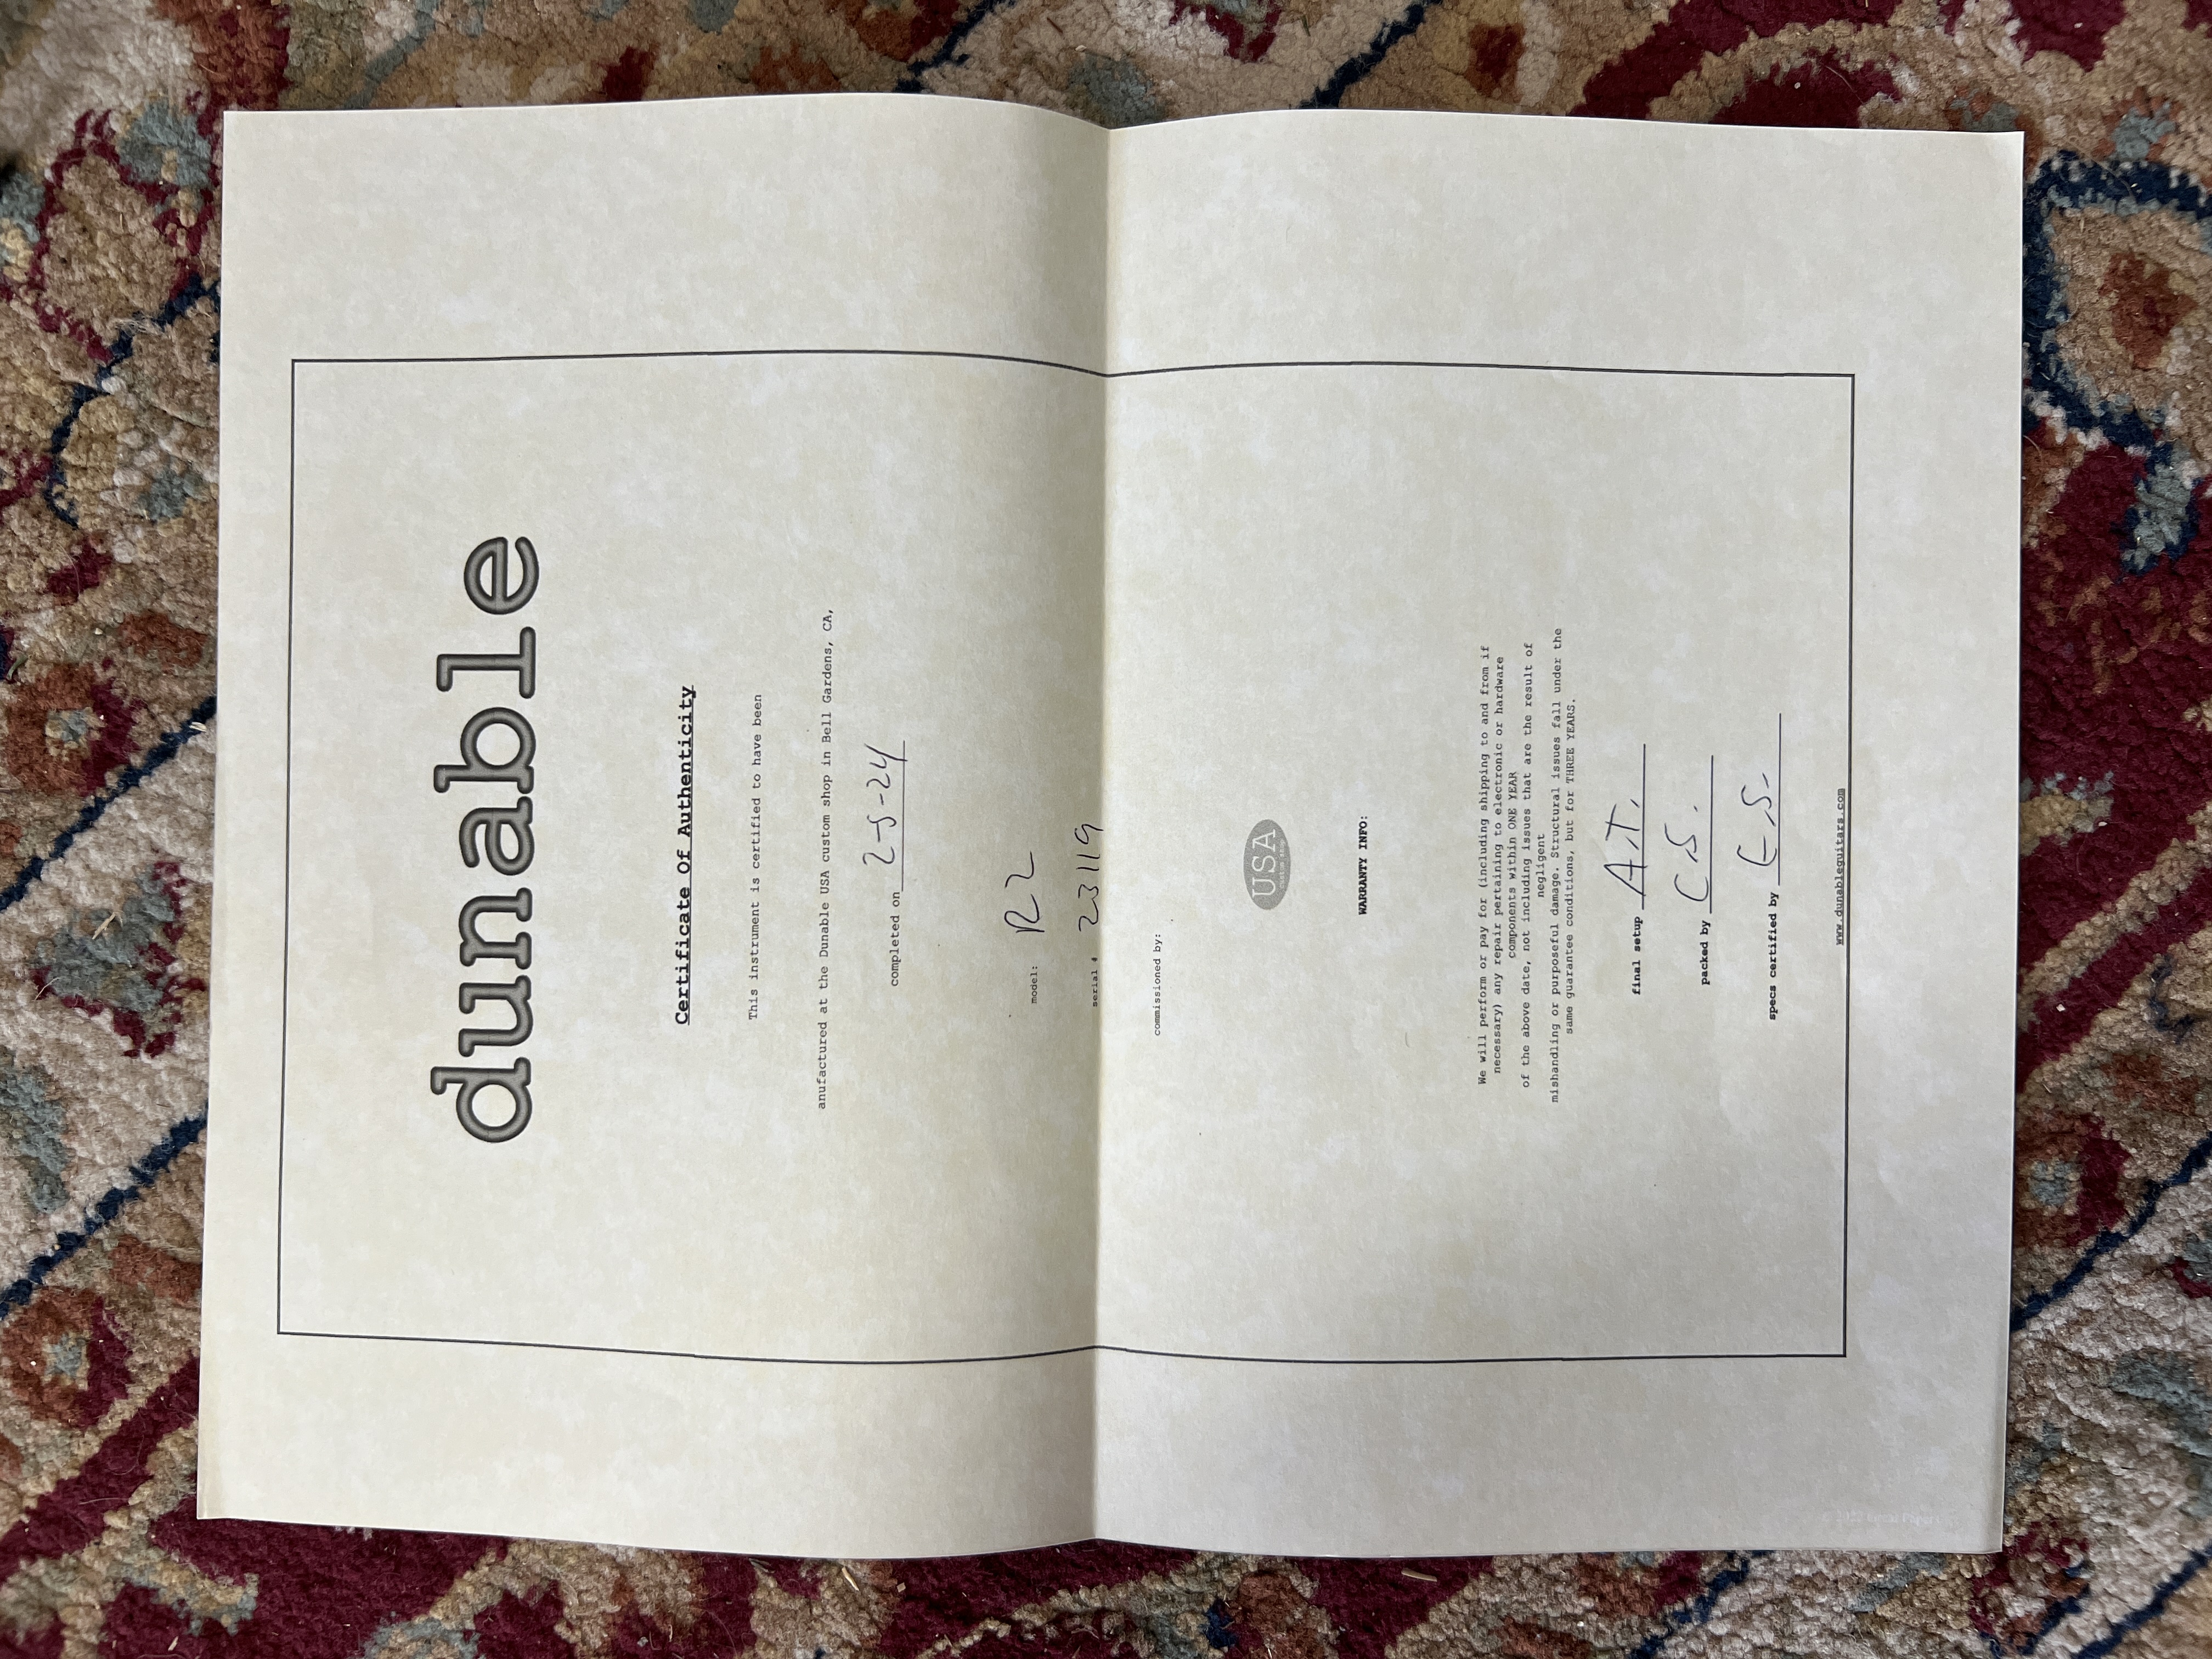 dunable
Certificate Of Authenticity
This instrument is certified to have been
anufactured at the Dunable USA custom shop in Bell Gardens, CA,
completed on 2-5-24
model: R2
serial # 23119
commissioned by:
USA
custom shop
WARRANTY INFO:
We will perform or pay for (including shipping to and from if
necessary) any repair pertaining to electronic or hardware
components within ONE YEAR
of the above date, not including issues that are the result of
negligent
mishandling or purposeful damage. Structural issues fall under the
same guarantee conditions, but for THREE YEARS.
final setup A.T.
packed by C.S.
specs certified by E.S.
www.dunableguitars.com